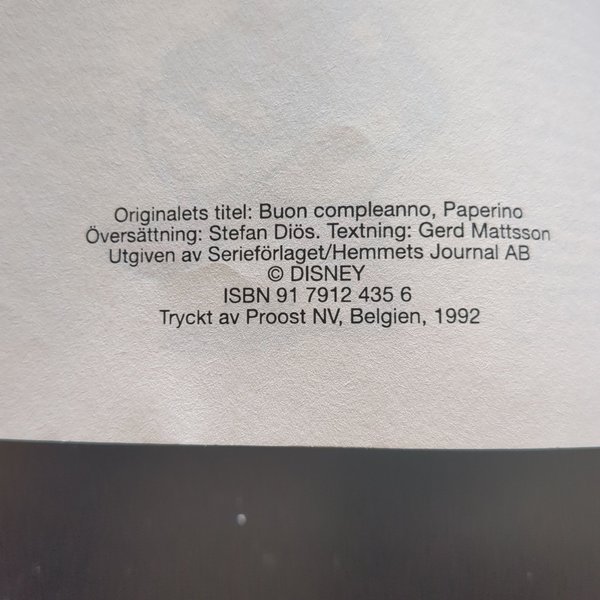 Originalets titel: Buon compleanno, Paperino
Översättning: Stefan Diös. Textning: Gerd Mattsson
Utgiven av Serieförlaget/Hemmets Journal AB
© DISNEY
ISBN 91 7912 435 6
Tryckt av Proost NV, Belgien, 1992